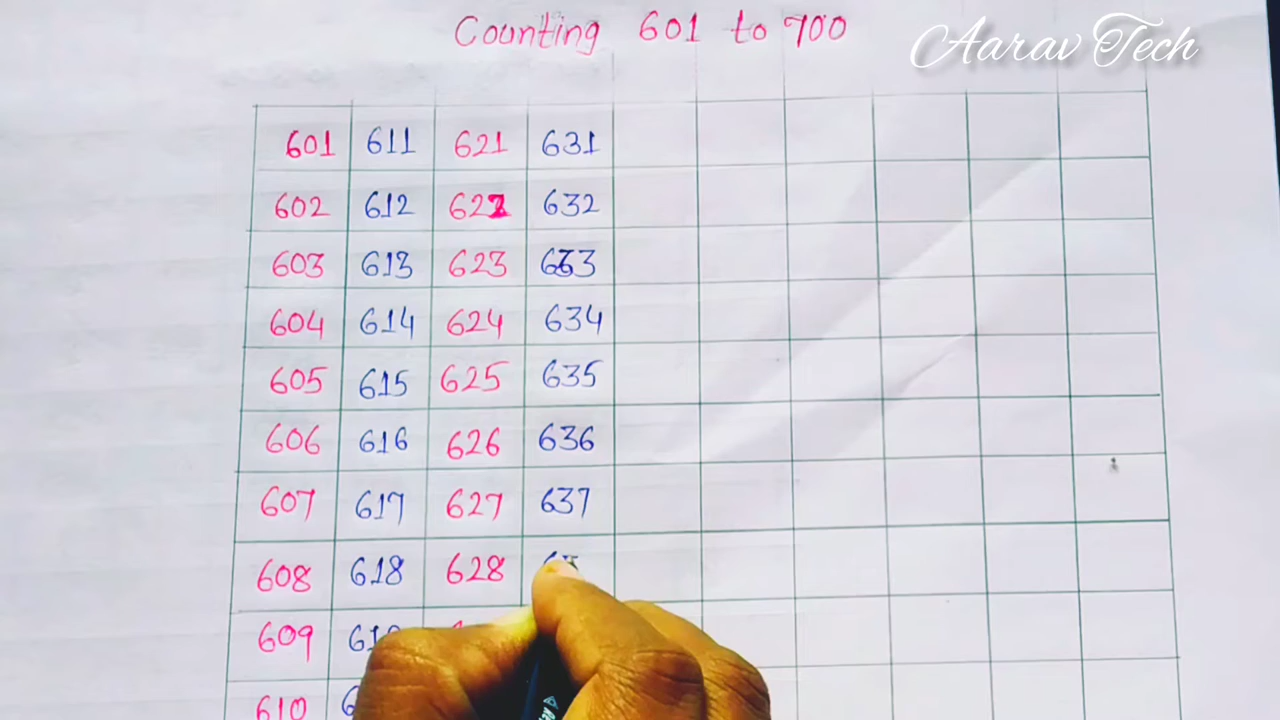 Counting 601 to 700
Aarav Tech
601 611 621 631
602 612 622 632
603 613 623 633
604 614 624 634
605 615 625 635
606 616 626 636
607 617 627 637
608 618 628
609
610